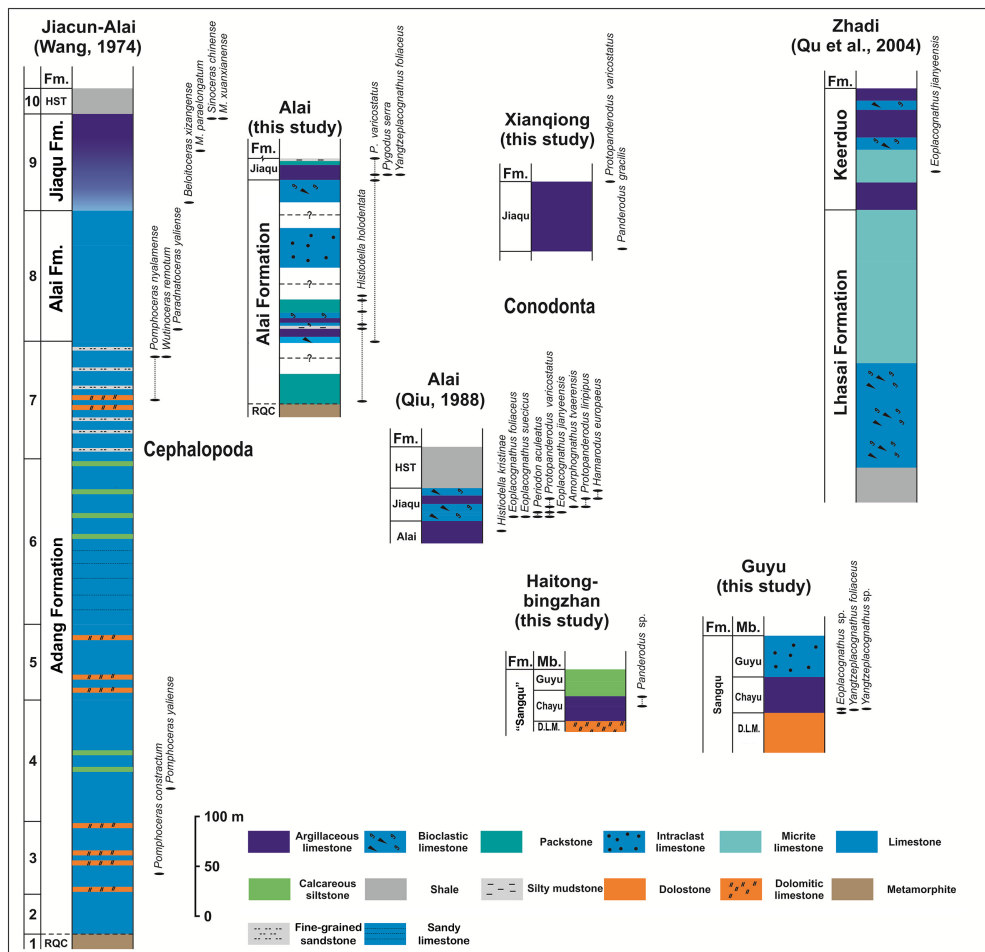 Jiacun-Alai
(Wang, 1974)
Fm.
10
HST
9
Jiaqu Fm.
8
Alai Fm.
7
6
5
4
3
2
1
Adang Formation
RQC
Beloitoceras xizangense
M. paraelongatum
Sinoceras chinense
M. xuanxianense
Pomphoceras nyalamense
Wutinoceras remotum
Paradnatoceras yaliense
Cephalopoda
Pomphoceras constractum
Pomphoceras yaliense
Alai
(this study)
Fm.
Jiaqu
Alai Formation
RQC
?
?
?
Histiodella holodentata
P. varicostatus
Pygodus serra
Yangtzeplacognathus foliaceus
Alai
(Qiu, 1988)
Fm.
HST
Jiaqu
Alai
Histiodella kristinae
Eoplacognathus foliaceus
Eoplacognathus suecicus
Periodon aculeatus
Protopanderodus varicostatus
Eoplacognathus jianyeensis
Amorphognathus tvaerensis
Protopanderodus liripipus
Hamarodus europaeus
Xianqiong
(this study)
Fm.
Jiaqu
Protopanderodus varicostatus
Panderodus gracilis
Conodonta
Zhadi
(Qu et al., 2004)
Fm.
Keerduo
Lhasai Formation
Eoplacognathus jianyeensis
Haitong-
bingzhan
(this study)
Fm.
Mb.
"Sangqu"
Guyu
Chayu
D.L.M.
Panderodus sp.
Guyu
(this study)
Fm.
Mb.
Sangqu
Guyu
Chayu
D.L.M.
Eoplacognathus sp.
Yangtzeplacognathus foliaceus
Yangtzeplacognathus sp.
100 m
50
0 m
Argillaceous
limestone
Bioclastic
limestone
Packstone
Intraclast
limestone
Micrite
limestone
Limestone
Calcareous
siltstone
Shale
Silty mudstone
Dolostone
Dolomitic
limestone
Metamorphite
Fine-grained
sandstone
Sandy
limestone